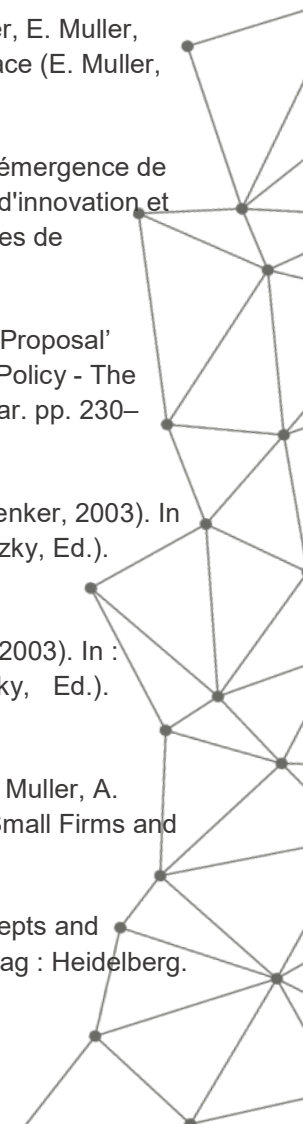 er, E. Muller,
ace (E. Muller,
émergence de
d'innovation et
es de
Proposal’
Policy - The
ar. pp. 230–
enker, 2003). In
zky, Ed.).
2003). In :
ky, Ed.).
Muller, A.
Small Firms and
epts and
ag : Heidelberg.